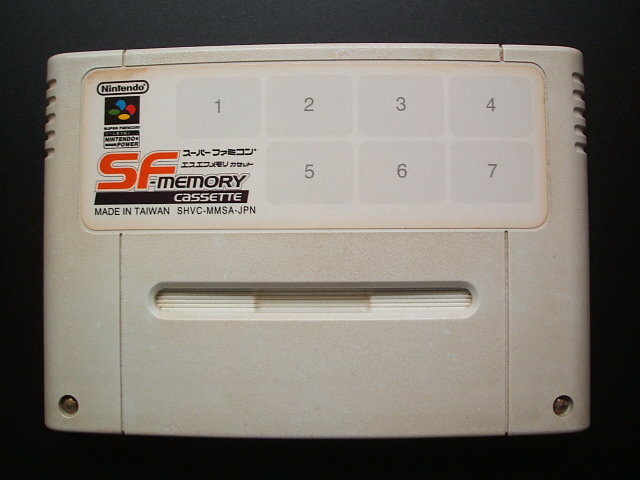 Nintendo
1 2 3 4
SUPER FAMICOM
NINTENDO
POWER
スーパーファミコン
エスエフメモリ カセット
SF-MEMORY
CASSETTE
5 6 7
MADE IN TAIWAN SHVC-MMSA-JPN